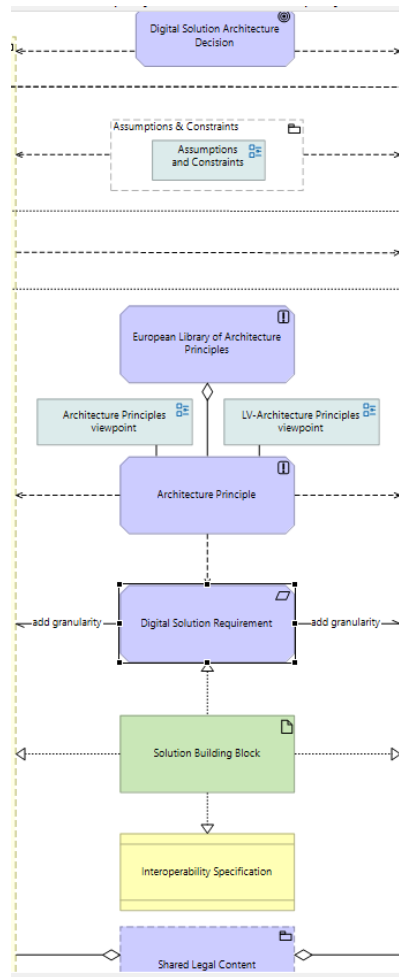 Digital Solution Architecture
Decision
Assumptions & Constraints
Assumptions
and Constraints
European Library of Architecture
Principles
Architecture Principles
viewpoint
LV-Architecture Principles
viewpoint
Architecture Principle
add granularity
Digital Solution Requirement
add granularity
Solution Building Block
Interoperability Specification
Shared Legal Content